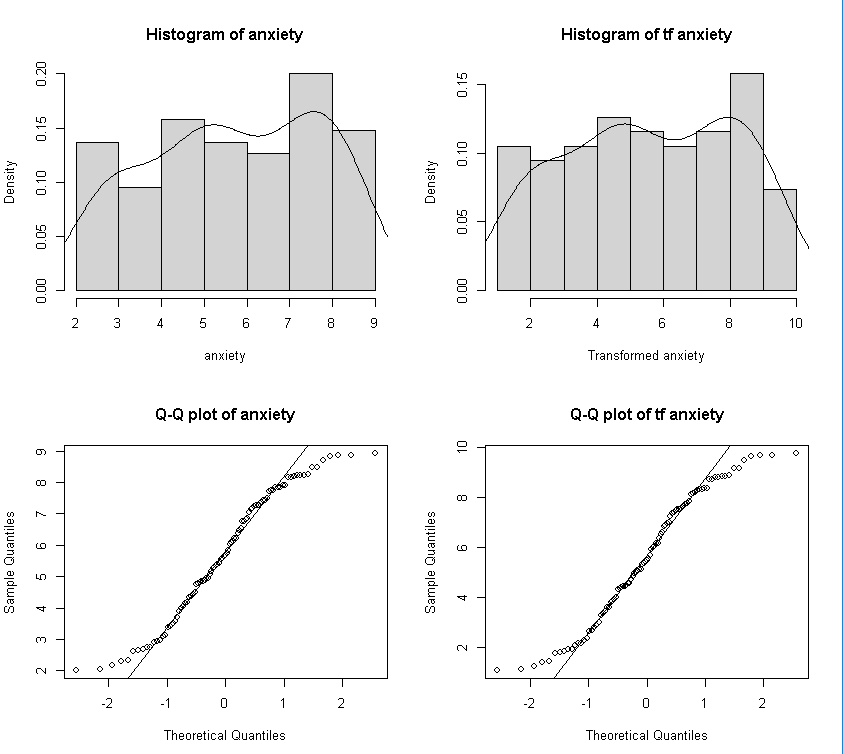 Histogram of anxiety
Density
0.00 0.05 0.10 0.15 0.20
2 3 4 5 6 7 8 9
anxiety
Histogram of tf anxiety
Density
0.00 0.05 0.10 0.15
2 4 6 8 10
Transformed anxiety
Q-Q plot of anxiety
Sample Quantiles
2 3 4 5 6 7 8 9
-2 -1 0 1 2
Theoretical Quantiles
Q-Q plot of tf anxiety
Sample Quantiles
2 4 6 8 10
-2 -1 0 1 2
Theoretical Quantiles